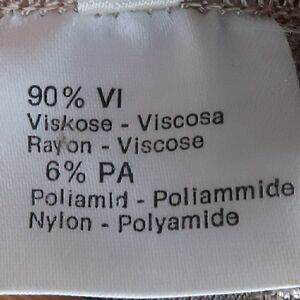 90% VI
Viskose - Viscosa
Rayon - Viscose
6% PA
Poliamid - Poliammide
Nylon - Polyamide